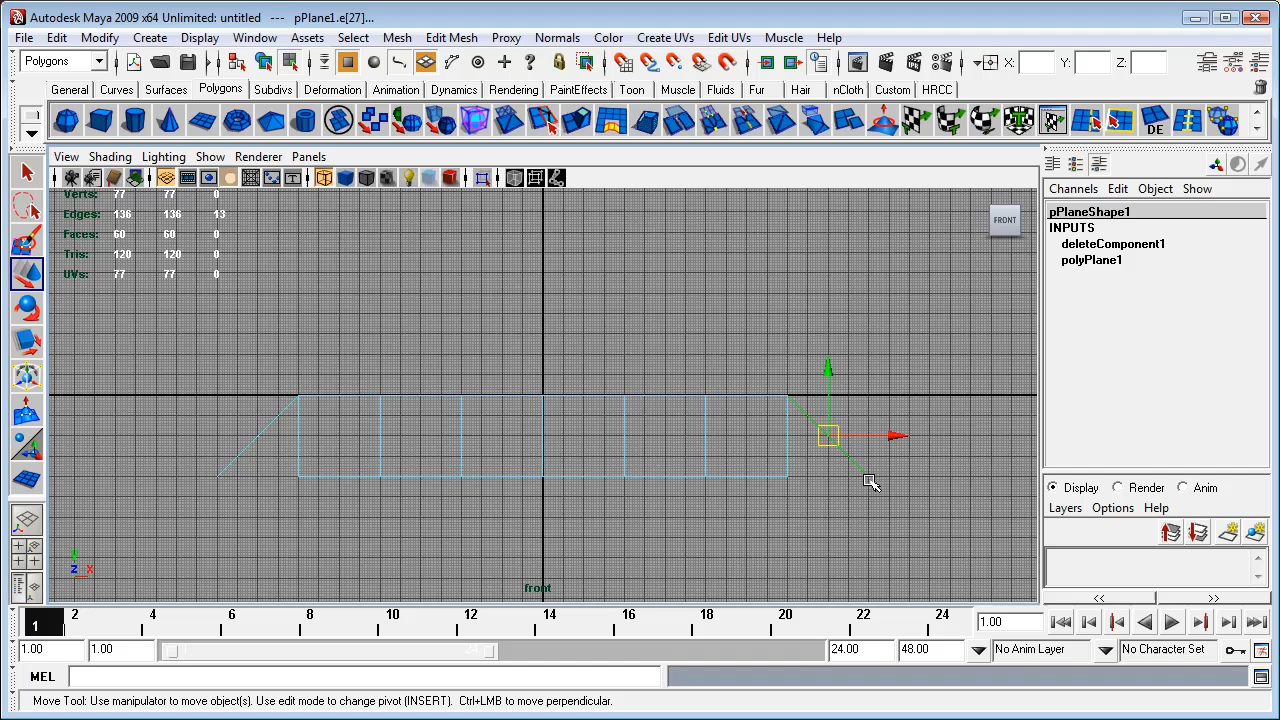 Autodesk Maya 2009 x64 Unlimited: untitled   ---   pPlane1.e[27]...
File Edit Modify Create Display Window Assets Select Mesh Edit Mesh Proxy Normals Color Create UVs Edit UVs Muscle Help
Polygons X: Y: Z:
General Curves Surfaces Polygons Subdivs Deformation Animation Dynamics Rendering PaintEffects Toon Muscle Fluids Fur Hair Cloth Custom HRCC
DE
View Shading Lighting Show Renderer Panels
Channels Edit Object Show
Verts: 77 77 0
Edges: 136 136 13
Faces: 60 60 0
Tris: 120 120 0
UVs: 77 77 0
FRONT
pPlaneShape1
INPUTS
deleteComponent1
polyPlane1
Display Render Anim
Layers Options Help
y
z x
front
<< >>
1 2 4 6 8 10 12 14 16 18 20 22 24 1.00
1.00 1.00 24 24.00 48.00 No Anim Layer No Character Set
MEL
Move Tool: Use manipulator to move object(s). Use edit mode to change pivot (INSERT). Ctrl+LMB to move perpendicular.